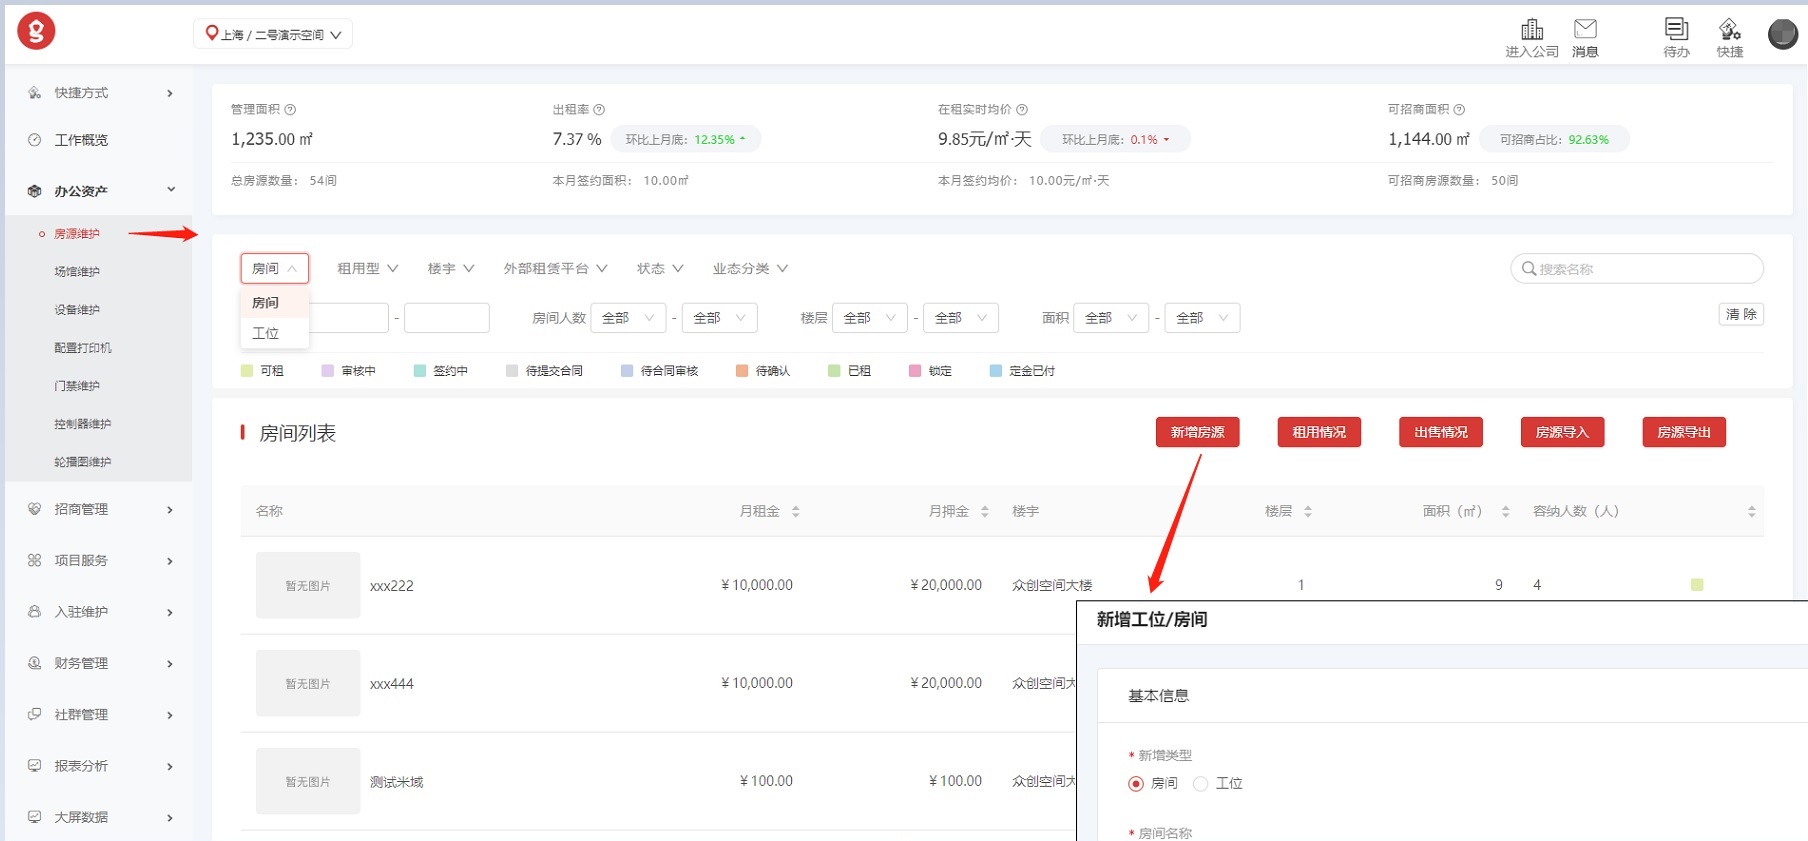 上海 / 二号演示空间
进入公司
消息
待办
快捷
快捷方式
工作概览
办公资产
房源维护
场馆维护
设备维护
配置打印机
门禁维护
控制器维护
轮播图维护
招商管理
项目服务
入驻维护
财务管理
社群管理
报表分析
大屏数据
管理面积
1,235.00 ㎡
总房源数量： 54间
出租率
7.37 %
环比上月底: 12.35%
本月签约面积： 10.00㎡
在租实时均价
9.85元/㎡·天
环比上月底: 0.1%
本月签约均价： 10.00元/㎡·天
可招商面积
1,144.00 ㎡
可招商占比: 92.63%
可招商房源数量： 50间
房间 租用型 楼宇 外部租赁平台 状态 业态分类
搜索名称
房间
工位
- 房间人数 全部 - 全部 楼层 全部 - 全部 面积 全部 - 全部
清 除
可租 审核中 签约中 待提交合同 待合同审核 待确认 已租 锁定 定金已付
房间列表
新增房源 租用情况 出售情况 房源导入 房源导出
名称 月租金 月押金 楼宇 楼层 面积（㎡） 容纳人数（人）
暂无图片 xxx222 ¥10,000.00 ¥20,000.00 众创空间大楼 1 9 4
暂无图片 xxx444 ¥10,000.00 ¥20,000.00 众创空间大
暂无图片 测试米域 ¥100.00 ¥100.00 众创空间大
新增工位/房间
基本信息
* 新增类型
房间 工位
* 房间名称